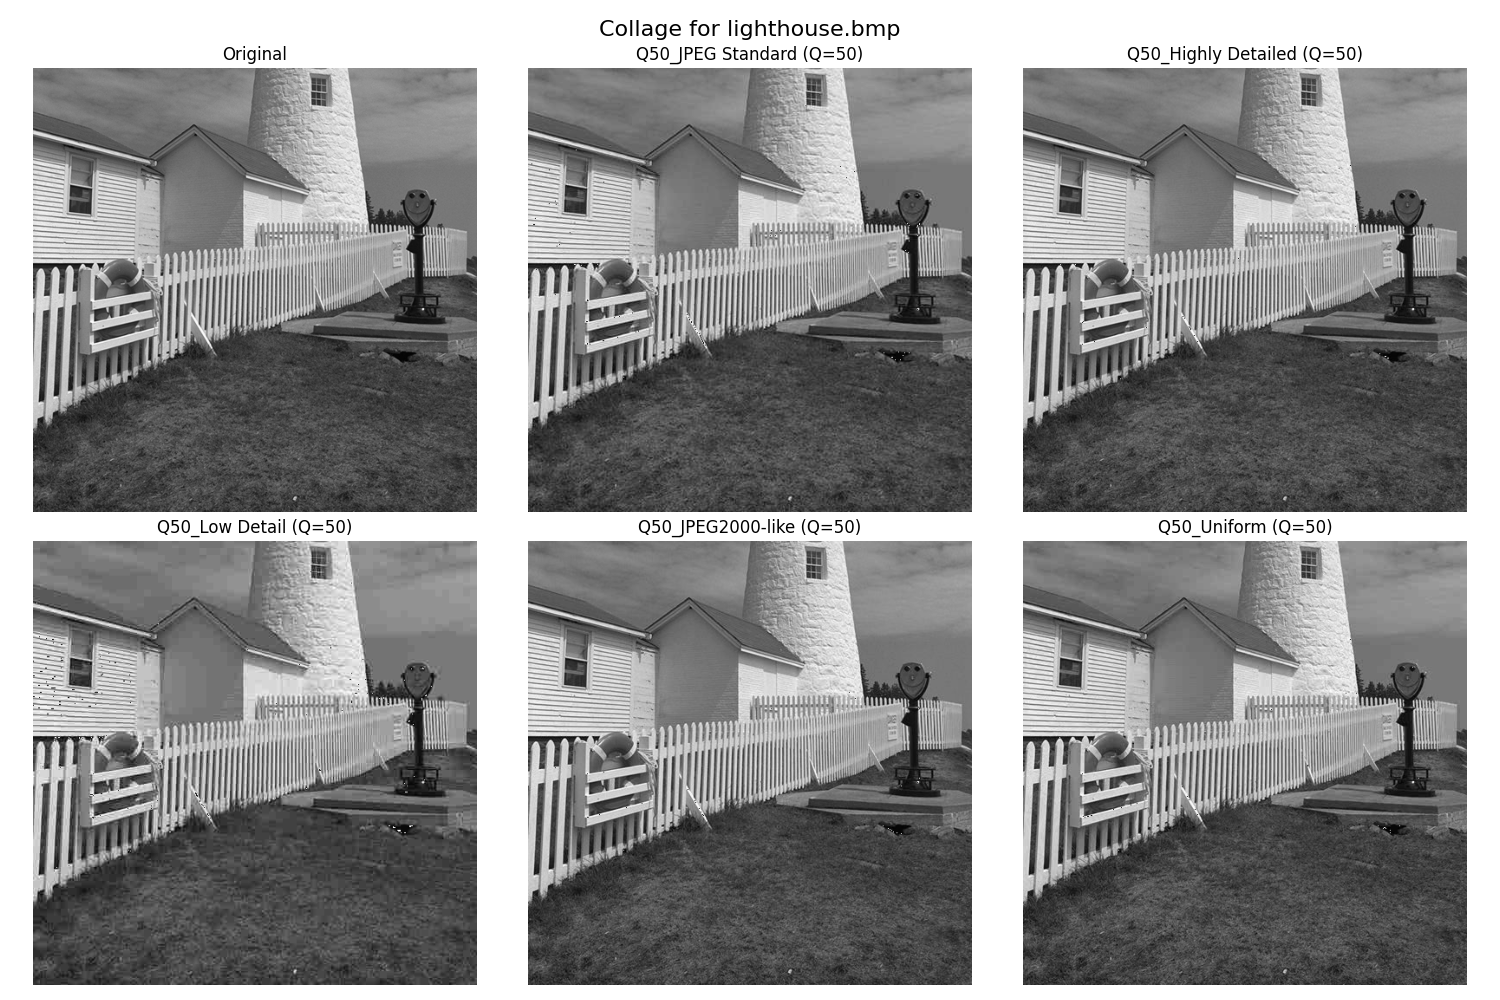 Collage for lighthouse.bmp
Original
Q50_JPEG Standard (Q=50)
Q50_Highly Detailed (Q=50)
Q50_Low Detail (Q=50)
Q50_JPEG2000-like (Q=50)
Q50_Uniform (Q=50)